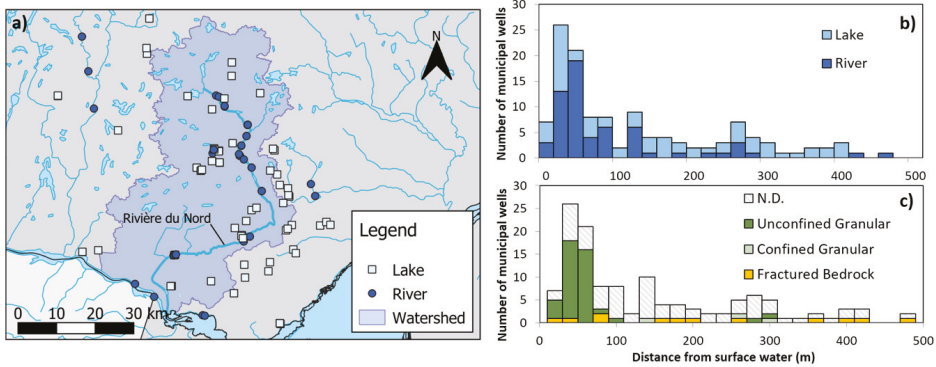 a)
N
Rivière du Nord
Legend
Lake
River
Watershed
0 10 20 30 km
b)
Number of municipal wells
30
25
20
15
10
5
0
Lake
River
0 100 200 300 400 500
c)
Number of municipal wells
30
25
20
15
10
5
0
N.D.
Unconfined Granular
Confined Granular
Fractured Bedrock
0 100 200 300 400 500
Distance from surface water (m)